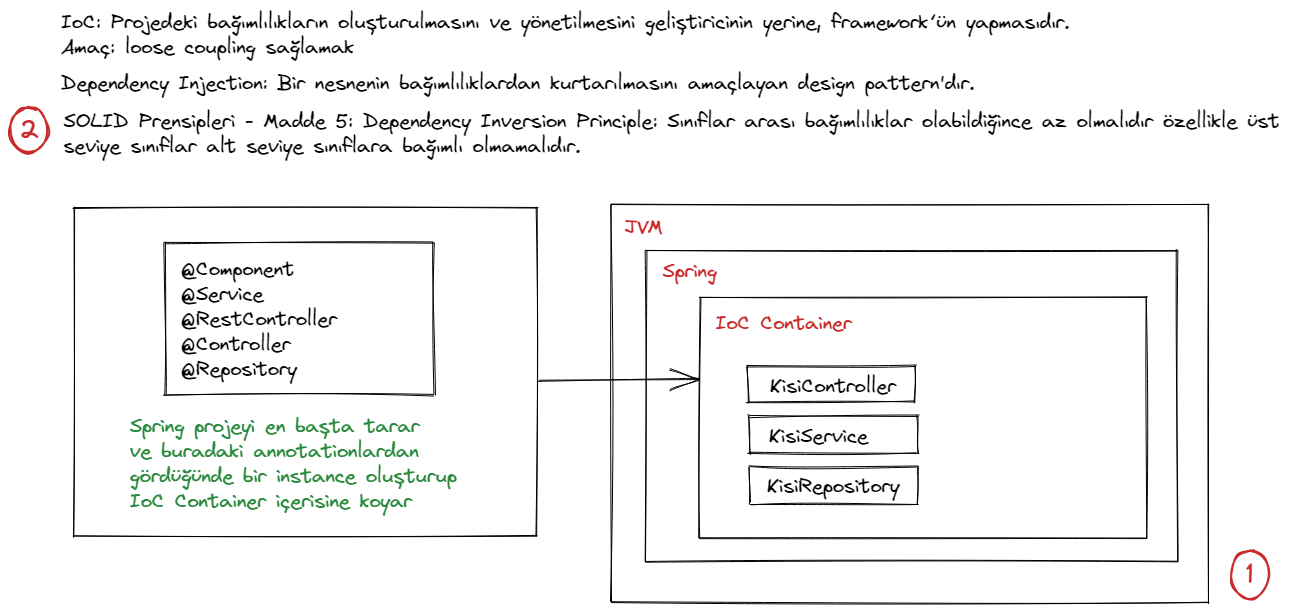 IoC: Projedeki bağımlılıkların oluşturulmasını ve yönetilmesini geliştiricinin yerine, framework'ün yapmasıdır.
Amaç: loose coupling sağlamak
Dependency Injection: Bir nesnenin bağımlılıklardan kurtarılmasını amaçlayan design pattern'dır.
2
SOLID Prensipleri - Madde 5: Dependency Inversion Principle: Sınıflar arası bağımlılıklar olabildiğince az olmalıdır özellikle üst
seviye sınıflar alt seviye sınıflara bağımlı olmamalıdır.
@Component
@Service
@RestController
@Controller
@Repository
Spring projeyi en başta tarar
ve buradaki annotationlardan
gördüğünde bir instance oluşturup
IoC Container içerisine koyar
JVM
Spring
IoC Container
KisiController
KisiService
KisiRepository
1